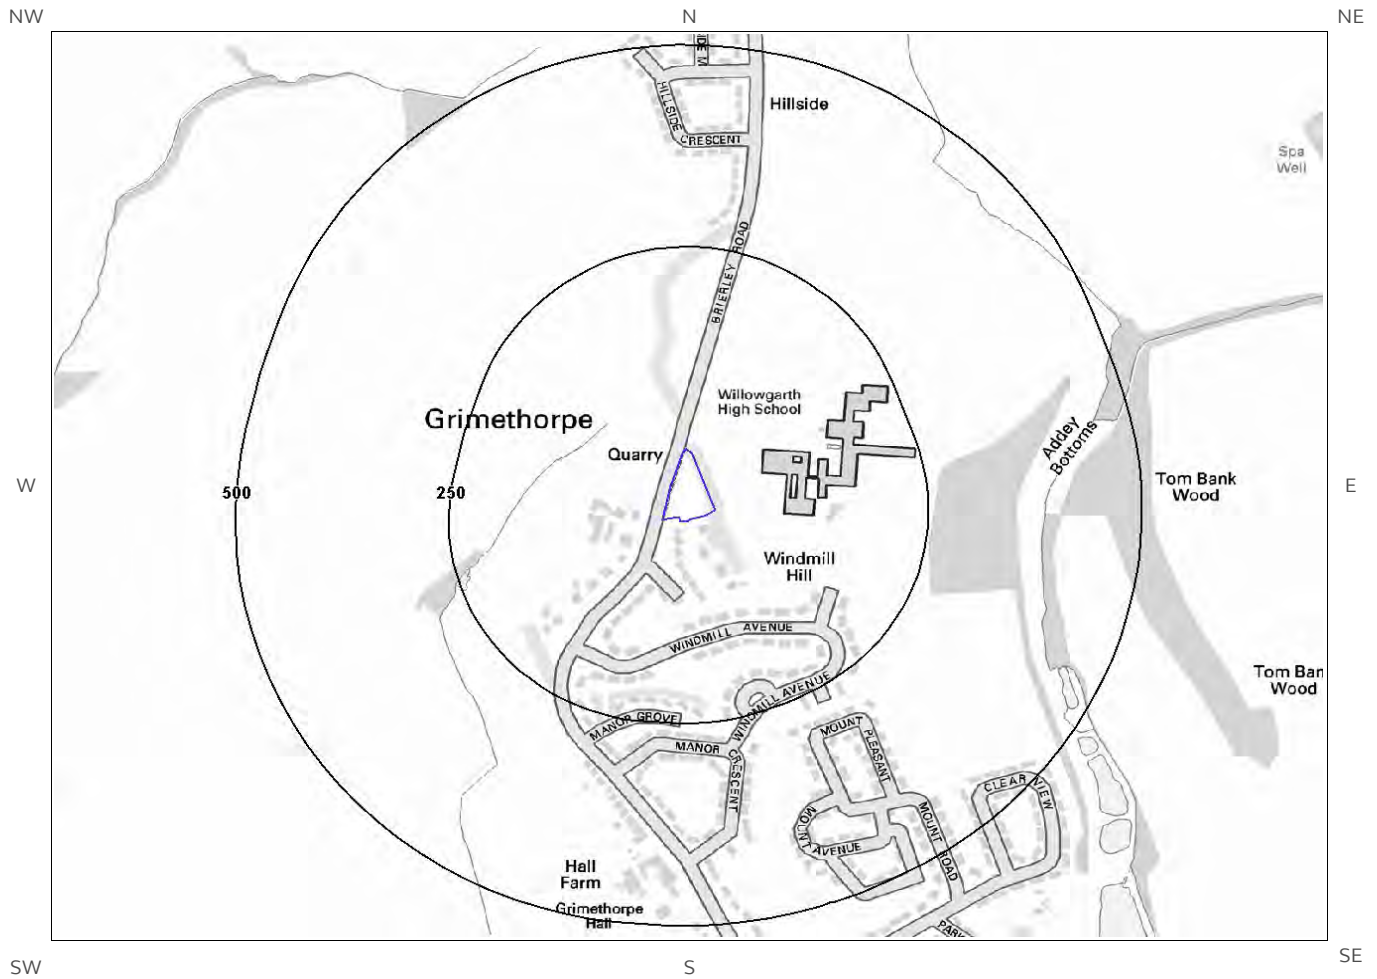 NW
N
NE
IDE M
Hillside
HILLSIDE
CRESCENT
Spa
Well
BRIERLEY ROAD
Willowgarth
High School
Grimethorpe
Quarry
Addey
Bottoms
W
500
250
Tom Bank
Wood
E
Windmill
Hill
WINDMILL AVENUE
Tom Ban
Wood
WINDMILL AVENUE
MANOR GROVE
MANOR
CRESCENT
MOUNT
PLEASANT
CLEAR VIEW
MOUNT
AVENUE
MOUNT ROAD
Hall
Farm
Grimethorpe
Hall
PARK
SW
S
SE